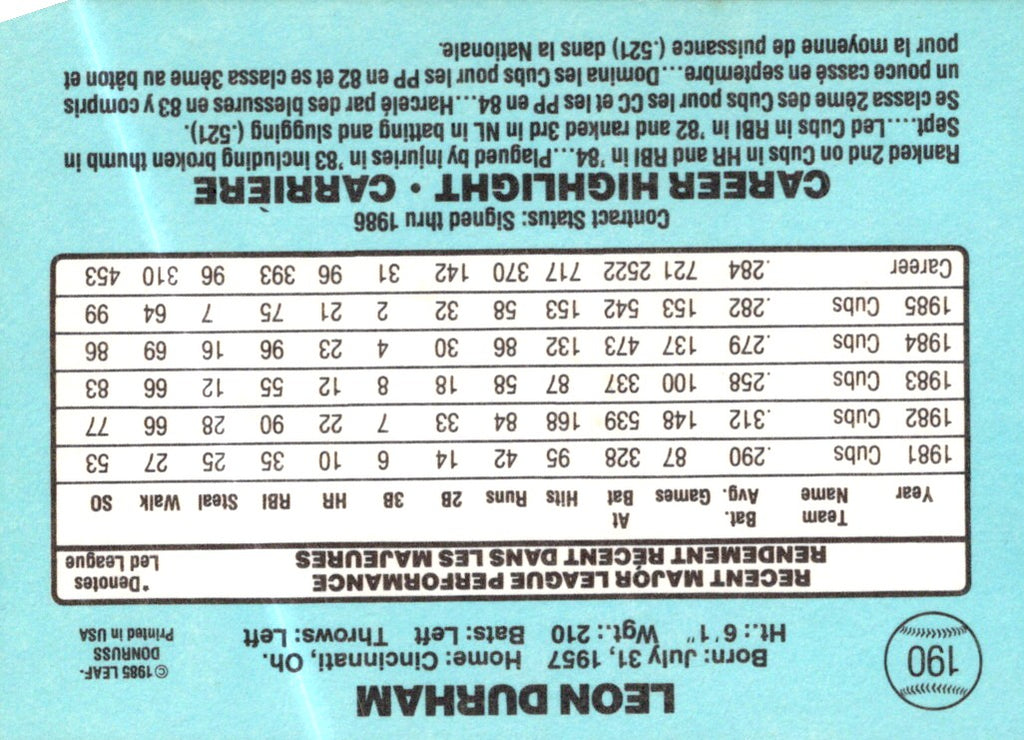 190
LEON DURHAM
Born: July 31, 1957 Home: Cincinnati, Oh.
Ht.: 6'1" Wgt.: 210 Bats: Left Throws: Left
©1985 LEAF-
DONRUSS
Printed in USA
RECENT MAJOR LEAGUE PERFORMANCE
RENDEMENT RÉCENT DANS LES MAJEURES
*Denotes
Led League
Year Team Name Bat. Avg. Games At Bat Hits Runs 2B 3B HR RBI Steal Walk SO
1981 Cubs .290 87 328 95 42 14 6 10 35 25 27 53
1982 Cubs .312 148 539 168 84 33 7 22 90 28 66 77
1983 Cubs .258 100 337 87 58 18 8 12 55 12 66 83
1984 Cubs .279 137 473 132 86 30 4 23 96 16 69 86
1985 Cubs .282 153 542 153 58 32 2 21 75 7 64 99
Career .284 721 2522 717 370 142 31 96 393 96 310 453
Contract Status: Signed thru 1986
CAREER HIGHLIGHT • CARRIÈRE
Ranked 2nd on Cubs in HR and RBI in '84...Plagued by injuries in '83 including broken thumb in
Sept....Led Cubs in RBI in '82 and ranked 3rd in NL in batting and slugging (.521).
Se classa 2ème des Cubs pour les CC et les PP en 84...Harcelé par des blessures en 83 y compris
un pouce cassé en septembre...Domina les Cubs pour les PP en 82 et se classa 3ème au bâton et
pour la moyenne de puissance (.521) dans la Nationale.